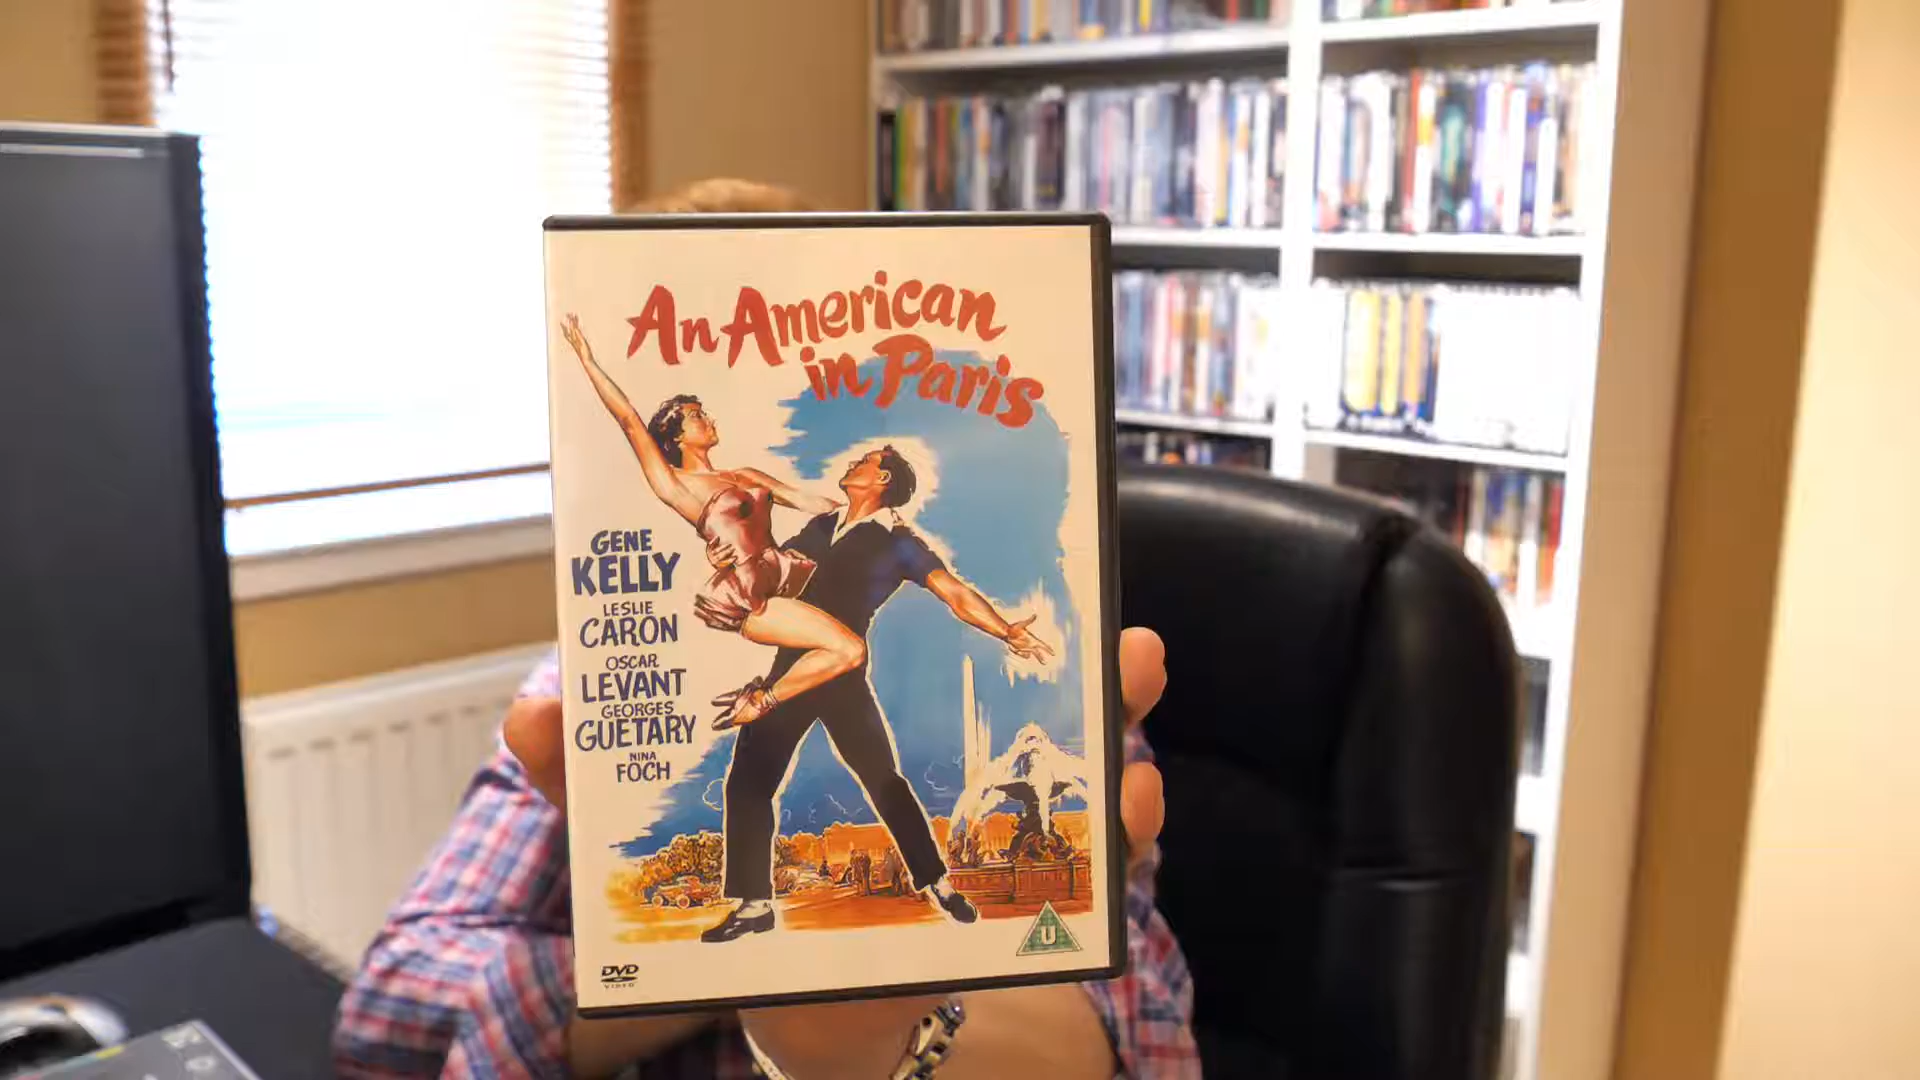 An American
in Paris
GENE
KELLY
LESLIE
CARON
OSCAR
LEVANT
GEORGES
GUETARY
NINA
FOCH
U
DVD
VIDEO